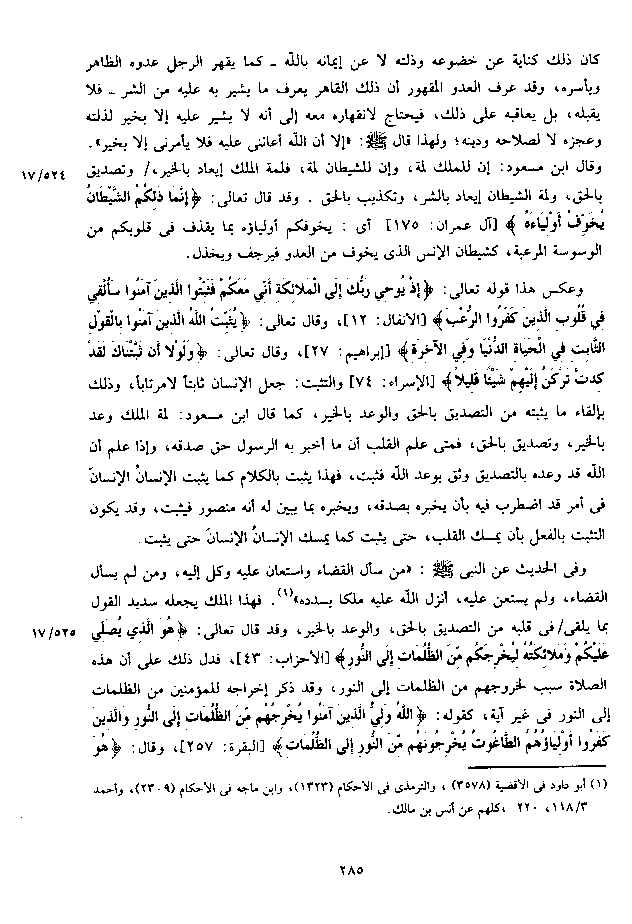 كان ذلك كناية عن خضوعه وذلته لا عن إيمانه بالله ـ كما يقهر الرجل عدوه الظاهر
ويأسره، وقد عرف العدو المقهور أن ذلك القاهر يعرف ما يشير به عليه من الشر ـ فلا
يقبله، بل يعاقبه على ذلك، فيحتاج لانقهاره معه إلى أنه لا يشير عليه إلا بخير لذلته
وعجزه لا لصلاحه ودينه؛ ولهذا قال ﷺ: «إلا أن الله أعانني عليه فلا يأمرني إلا بخير».
١٧/٥٢٤ وقال ابن مسعود: إن للملك لمة، وإن للشيطان لمة، فلمة الملك إيعاد بالخير،/ وتصديق
بالحق، ولمة الشيطان إيعاد بالشر، وتكذيب بالحق . وقد قال تعالى: ﴿إِنَّمَا ذَلِكُمُ الشَّيْطَانُ
يُخَوِّفُ أَوْلِيَاءَهُ ﴾ [آل عمران: ١٧٥] أى : يخوفكم أولياؤه بما يقذف فى قلوبكم من
الوسوسة المرعبة، كشيطان الإنس الذى يخوف من العدو فيرجف ويخذل.
وعكس هذا قوله تعالى: ﴿إِذْ يُوحِي رَبُّكَ إِلَى الْمَلائِكَةِ أَنِّي مَعَكُمْ فَثَبِّتُوا الَّذِينَ آمَنُوا سَأُلْقِي
فِي قُلُوبِ الَّذِينَ كَفَرُوا الرُّعْبَ﴾ [الأنفال: ١٢]، وقال تعالى: ﴿يُثَبِّتُ اللَّهُ الَّذِينَ آمَنُوا بِالْقَوْلِ
الثَّابِتِ فِي الْحَيَاةِ الدُّنْيَا وَفِي الآخِرَةِ﴾ [إبراهيم: ٢٧]، وقال تعالى: ﴿وَلَوْلا أَن ثَبَّتْنَاكَ لَقَدْ
كِدتَّ تَرْكَنُ إِلَيْهِمْ شَيْئًا قَلِيلاً﴾ [الإسراء: ٧٤] والتثبت: جعل الإنسان ثابتاً لامرتاباً، وذلك
بإلقاء ما يثبته من التصديق بالحق والوعد بالخير، كما قال ابن مسعود: لمة الملك وعد
بالخير، وتصديق بالحق، فمتى علم القلب أن ما أخبر به الرسول حق صدقه، وإذا علم أن
الله قد وعده بالتصديق وثق بوعد الله فثبت، فهذا يثبت بالكلام كما يثبت الإنسانُ الإنسانَ
فى أمر قد اضطرب فيه بأن يخبره بصدقه، ويخبره بما يبين له أنه منصور فيثبت، وقد يكون
التثبت بالفعل بأن يمسك القلب، حتى يثبت كما يمسك الإنسانُ الإنسانَ حتى يثبت.
وفى الحديث عن النبى ﷺ : «من سأل القضاء واستعان عليه وكل إليه، ومن لم يسأل
القضاء، ولم يستعن عليه، أنزل الله عليه ملكا يسدده»(١). فهذا الملك يجعله سديد القول
١٧/٥٢٥ بما يلقى/ فى قلبه من التصديق بالحق، والوعد بالخير، وقد قال تعالى: ﴿هُوَ الَّذِي يُصَلِّي
عَلَيْكُمْ وَمَلائِكَتُهُ لِيُخْرِجَكُم مِّنَ الظُّلُمَاتِ إِلَى النُّورِ﴾ [الأحزاب: ٤٣]، فدل ذلك على أن هذه
الصلاة سبب لخروجهم من الظلمات إلى النور، وقد ذكر إخراجه للمؤمنين من الظلمات
إلى النور فى غير آية، كقوله: ﴿اللَّهُ وَلِيُّ الَّذِينَ آمَنُوا يُخْرِجُهُم مِّنَ الظُّلُمَاتِ إِلَى النُّورِ وَالَّذِينَ
كَفَرُوا أَوْلِيَاؤُهُمُ الطَّاغُوتُ يُخْرِجُونَهُم مِّنَ النُّورِ إِلَى الظُّلُمَاتِ﴾ [البقرة: ٢٥٧]، وقال: ﴿هُوَ
(١) أبو داود فى الأقضية (٣٥٧٨) ، والترمذى فى الأحكام (١٣٢٣)، وابن ماجه فى الأحكام (٢٣٠٩)، وأحمد
٣/١١٨، ٢٢٠ ،كلهم عن أنس بن مالك.
٢٨٥